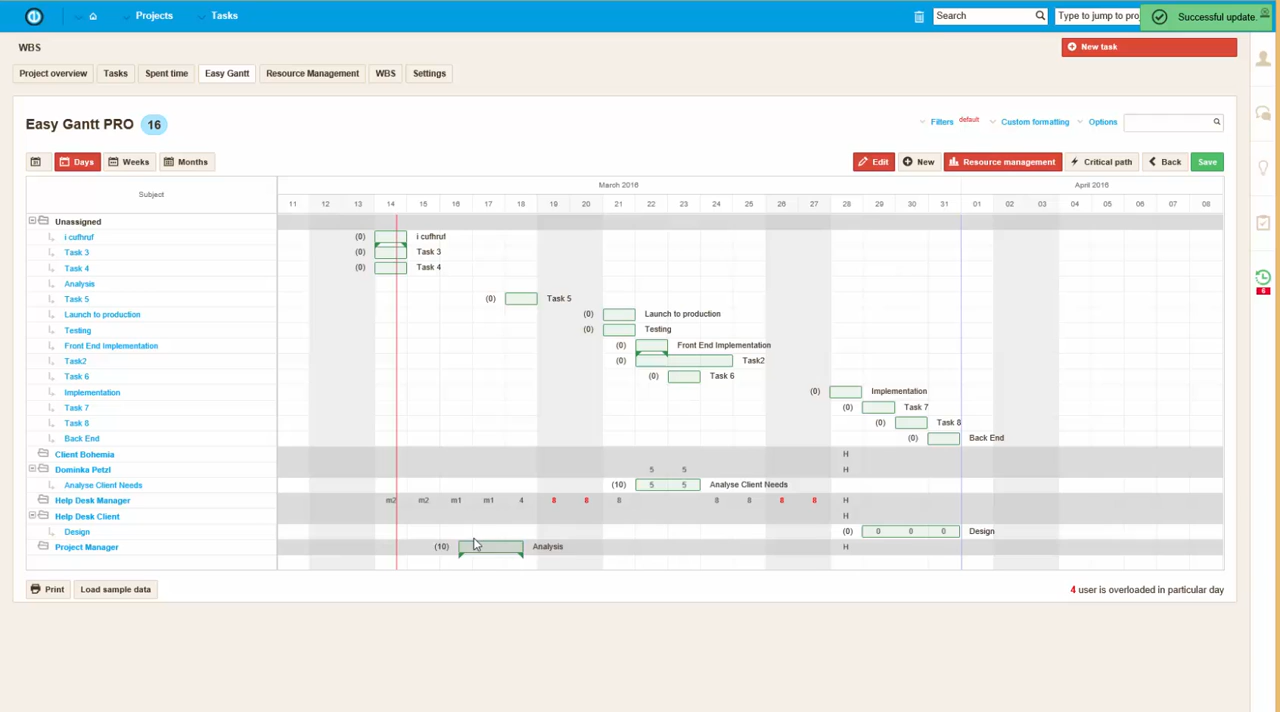 Projects Tasks Search Type to jump to proj Successful update.
WBS
New task
Project overview Tasks Spent time Easy Gantt Resource Management WBS Settings
Easy Gantt PRO 16 Filters default Custom formatting Options
Days Weeks Months Edit New Resource management Critical path Back Save
Subject March 2016 April 2016
11 12 13 14 15 16 17 18 19 20 21 22 23 24 25 26 27 28 29 30 31 01 02 03 04 05 06 07 08
Unassigned
i cufhruf (0) i cufhruf
Task 3 (0) Task 3
Task 4 (0) Task 4
Analysis
Task 5 (0) Task 5
Launch to production (0) Launch to production
Testing (0) Testing
Front End Implementation (0) Front End Implementation
Task2 (0) Task2
Task 6 (0) Task 6
Implementation (0) Implementation
Task 7 (0) Task 7
Task 8 (0) Task 8
Back End (0) Back End
Client Bohemia H
Dominka Petzl 5 5 H
Analyse Client Needs (10) 5 5 Analyse Client Needs
Help Desk Manager m2 m2 m1 m1 4 8 8 8 8 8 8 8 H
Help Desk Client H
Design (0) 0 0 0 Design
Project Manager (10) Analysis H
Print Load sample data 4 user is overloaded in particular day
6